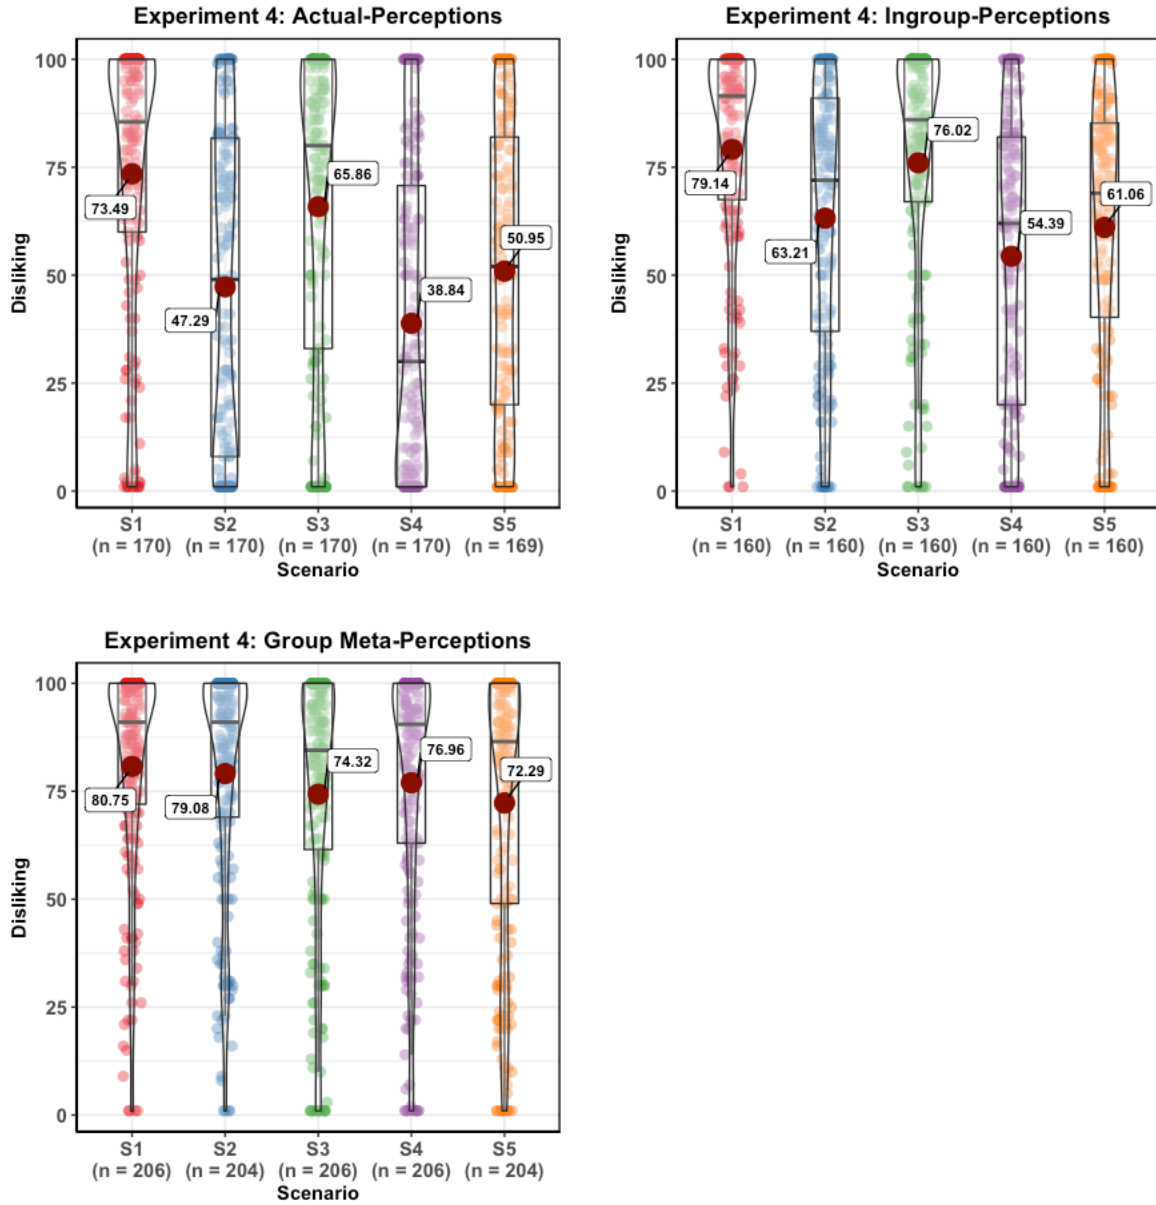 Experiment 4: Actual-Perceptions
Disliking
100
75
50
25
0
73.49
47.29
65.86
38.84
50.95
S1 S2 S3 S4 S5
(n = 170) (n = 170) (n = 170) (n = 170) (n = 169)
Scenario
Experiment 4: Ingroup-Perceptions
Disliking
100
75
50
25
0
79.14
63.21
76.02
54.39
61.06
S1 S2 S3 S4 S5
(n = 160) (n = 160) (n = 160) (n = 160) (n = 160)
Scenario
Experiment 4: Group Meta-Perceptions
Disliking
100
75
50
25
0
80.75
79.08
74.32
76.96
72.29
S1 S2 S3 S4 S5
(n = 206) (n = 204) (n = 206) (n = 206) (n = 204)
Scenario